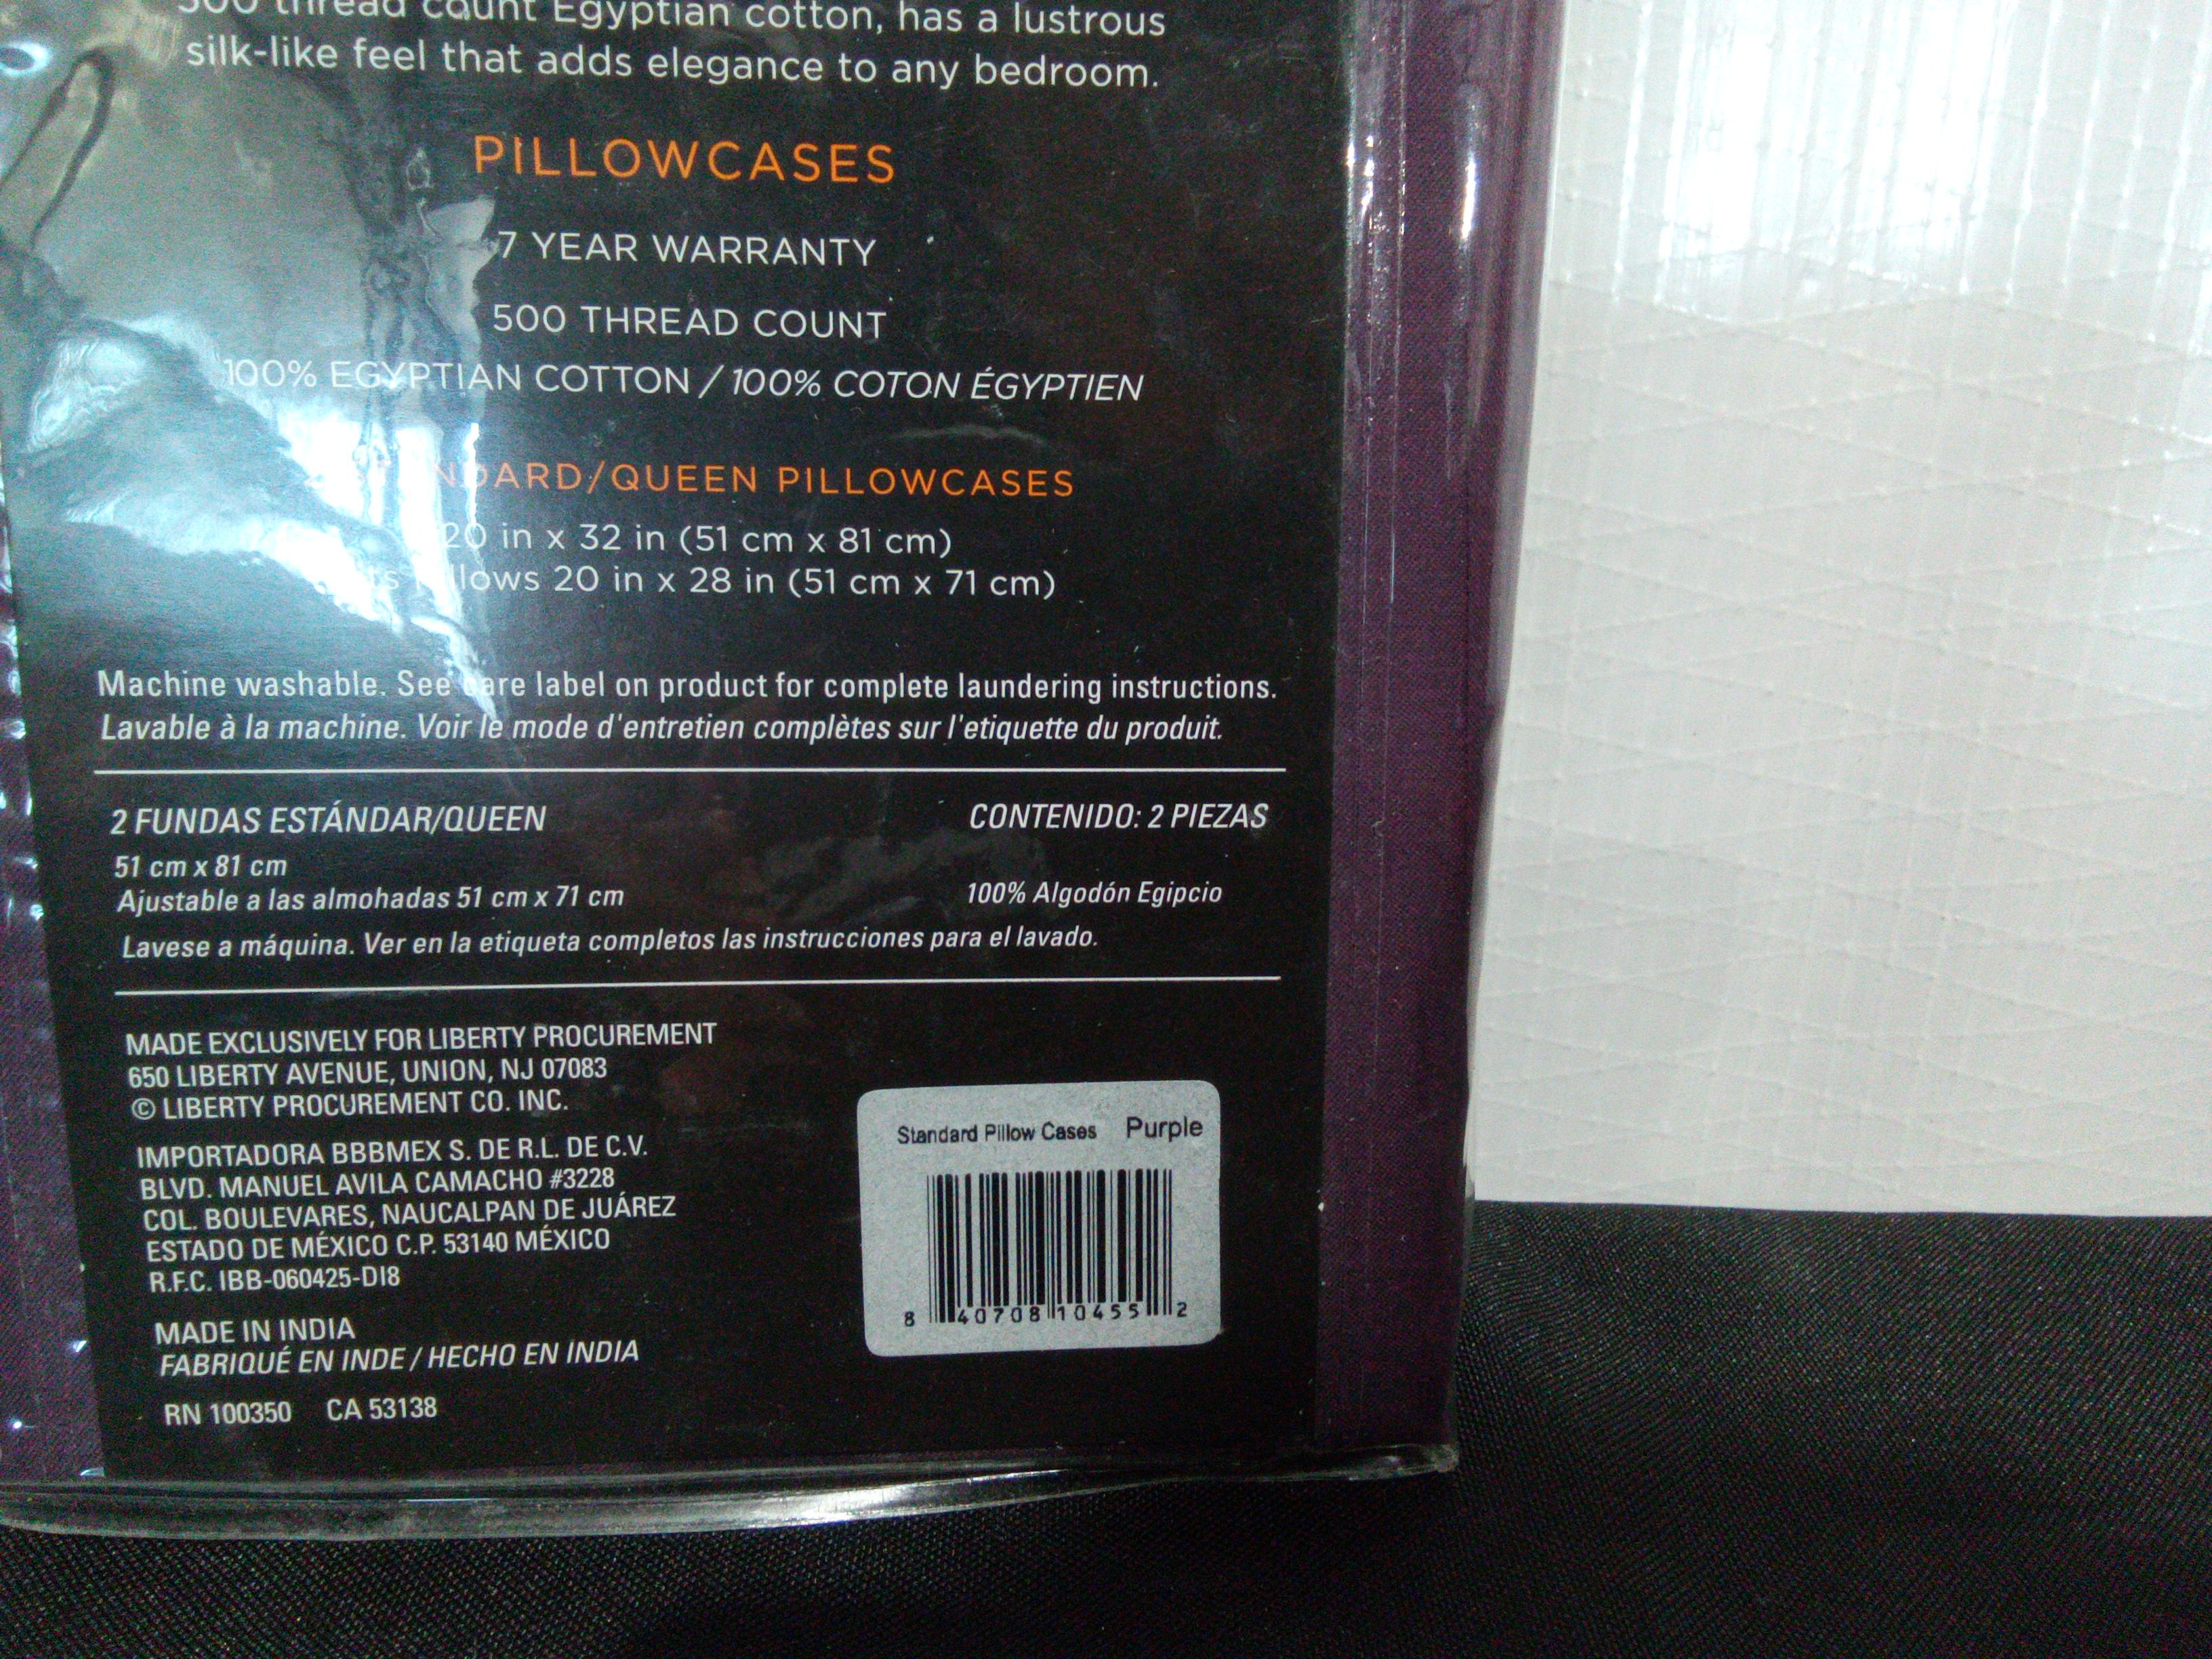 thread count Egyptian cotton, has a lustrous
silk-like feel that adds elegance to any bedroom.
PILLOWCASES
7 YEAR WARRANTY
500 THREAD COUNT
100% EGYPTIAN COTTON / 100% COTON ÉGYPTIEN
/QUEEN PILLOWCASES
20 in x 32 in (51 cm x 81 cm)
20 in x 28 in (51 cm x 71 cm)
Machine washable. See care label on product for complete laundering instructions.
Lavable à la machine. Voir le mode d'entretien complètes sur l'etiquette du produit.
2 FUNDAS ESTÁNDAR/QUEEN CONTENIDO: 2 PIEZAS
51 cm x 81 cm
Ajustable a las almohadas 51 cm x 71 cm 100% Algodón Egipcio
Lavese a máquina. Ver en la etiqueta completos las instrucciones para el lavado.
MADE EXCLUSIVELY FOR LIBERTY PROCUREMENT
650 LIBERTY AVENUE, UNION, NJ 07083
© LIBERTY PROCUREMENT CO. INC.
IMPORTADORA BBBMEX S. DE R.L. DE C.V.
BLVD. MANUEL AVILA CAMACHO #3228
COL. BOULEVARES, NAUCALPAN DE JUÁREZ
ESTADO DE MÉXICO C.P. 53140 MÉXICO
R.F.C. IBB-060425-DI8
MADE IN INDIA
FABRIQUÉ EN INDE / HECHO EN INDIA
RN 100350 CA 53138
Standard Pillow Cases Purple
8 40708 10455 2